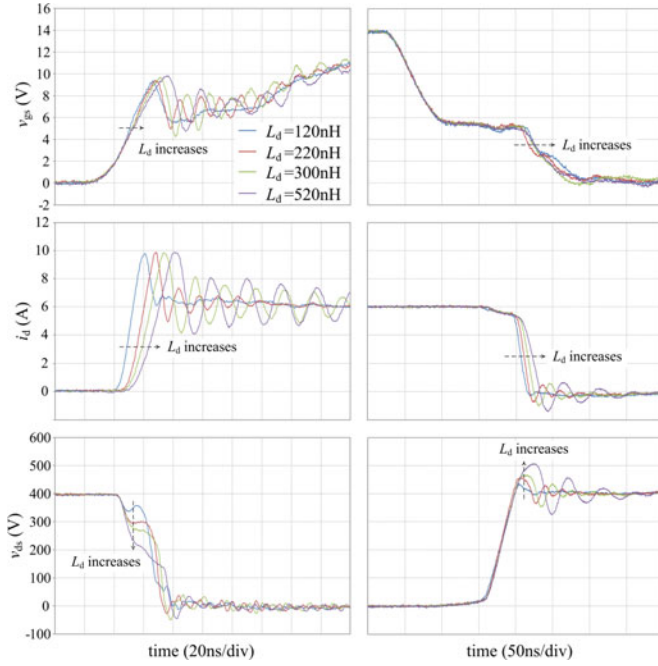 16
14
12
10
8
6
4
2
0
-2
v_gs (V)
L_d increases
L_d=120nH
L_d=220nH
L_d=300nH
L_d=520nH
L_d increases
12
10
8
6
4
2
0
i_d (A)
L_d increases
L_d increases
600
500
400
300
200
100
0
-100
v_ds (V)
L_d increases
L_d increases
time (20ns/div)
time (50ns/div)